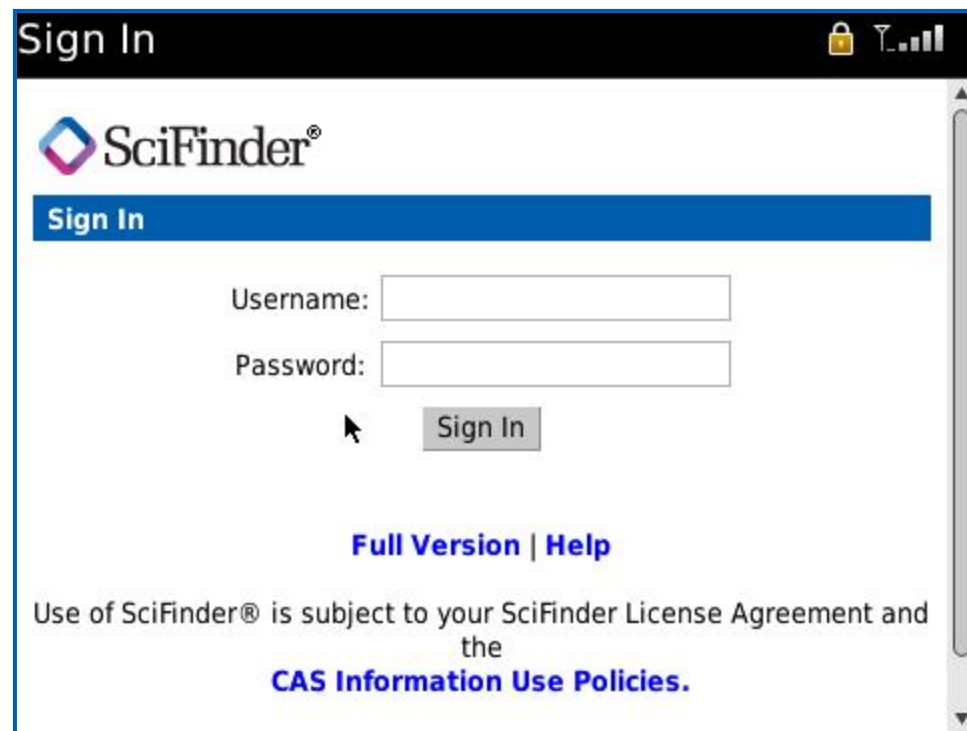 Sign In
SciFinder®
Sign In
Username:
Password:
Sign In
Full Version | Help
Use of SciFinder® is subject to your SciFinder License Agreement and
the
CAS Information Use Policies.